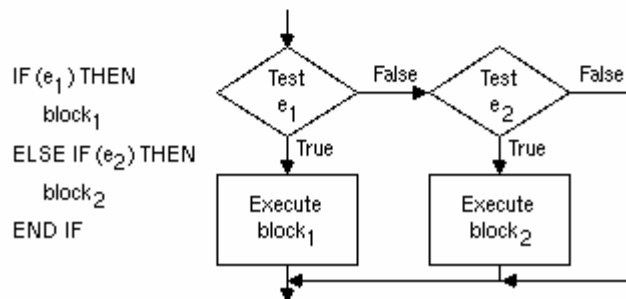 IF (e₁) THEN
block₁
ELSE IF (e₂) THEN
block₂
END IF
Test
e₁
False
True
Execute
block₁
Test
e₂
False
True
Execute
block₂